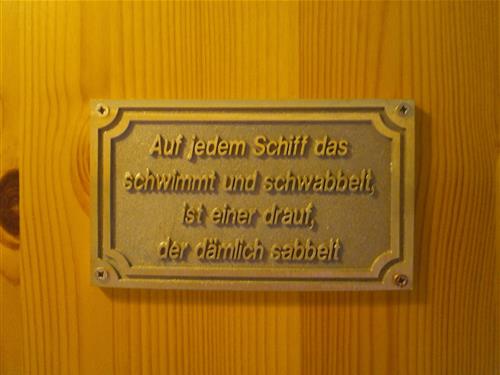 Auf jedem Schiff das
schwimmt und schwabbelt,
ist einer drauf,
der dämlich sabbelt